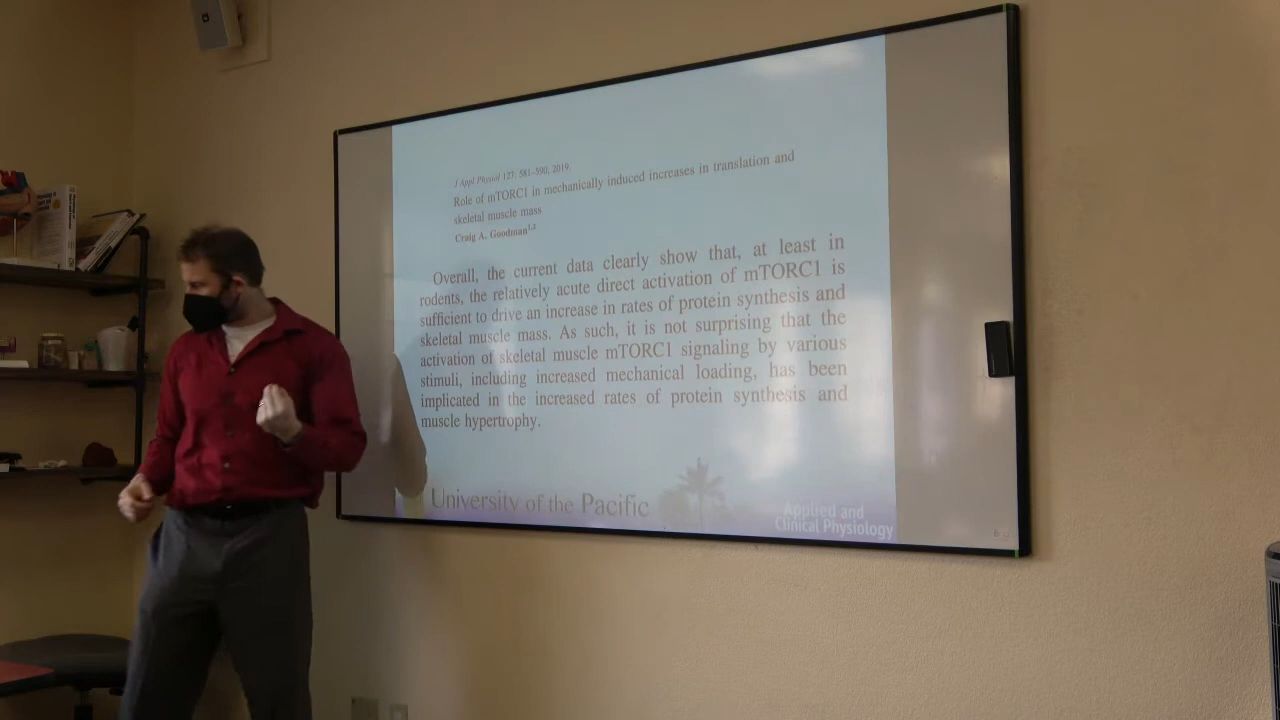 J Appl Physiol 127: 581–590, 2019.
Role of mTORC1 in mechanically induced increases in translation and
skeletal muscle mass
Craig A. Goodman1,2
Overall, the current data clearly show that, at least in
rodents, the relatively acute direct activation of mTORC1 is
sufficient to drive an increase in rates of protein synthesis and
skeletal muscle mass. As such, it is not surprising that the
activation of skeletal muscle mTORC1 signaling by various
stimuli, including increased mechanical loading, has been
implicated in the increased rates of protein synthesis and
muscle hypertrophy.
University of the Pacific
Applied and
Clinical Physiology